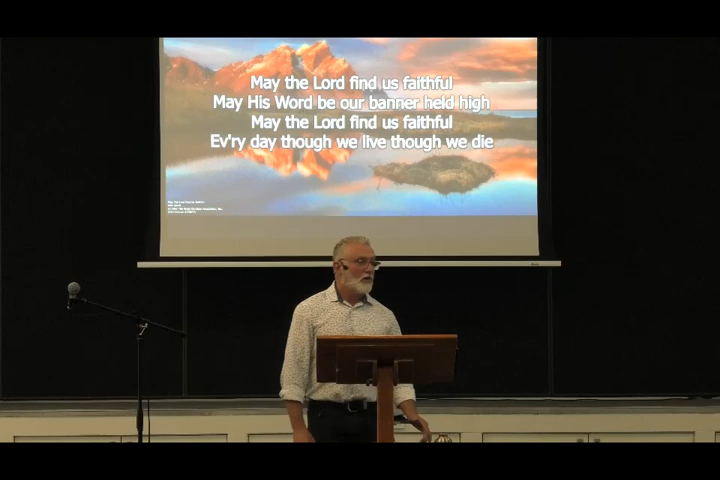 May the Lord find us faithful
May His Word be our banner held high
May the Lord find us faithful
Ev'ry day though we live though we die